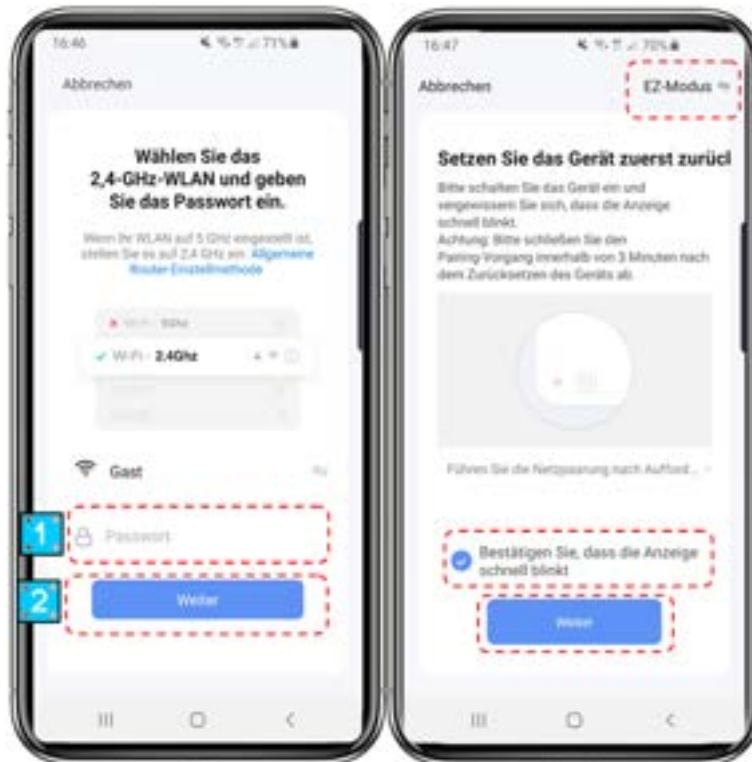 16:46
71%
Abbrechen
Wählen Sie das
2,4-GHz-WLAN und geben
Sie das Passwort ein.
Wenn Ihr WLAN auf 5 GHz eingestellt ist,
stellen Sie es auf 2,4 GHz ein. Allgemeine
Router-Einstellmethode
Wi-Fi - 5Ghz
Wi-Fi - 2.4Ghz
Gast
1
Passwort
2
Weiter
16:47
70%
Abbrechen
EZ-Modus
Setzen Sie das Gerät zuerst zurücl
Bitte schalten Sie das Gerät ein und
vergewissern Sie sich, dass die Anzeige
schnell blinkt.
Achtung: Bitte schließen Sie den
Pairing-Vorgang innerhalb von 3 Minuten nach
dem Zurücksetzen des Geräts ab.
Führen Sie die Netzpaarung nach Aufford...
Bestätigen Sie, dass die Anzeige
schnell blinkt
Weiter